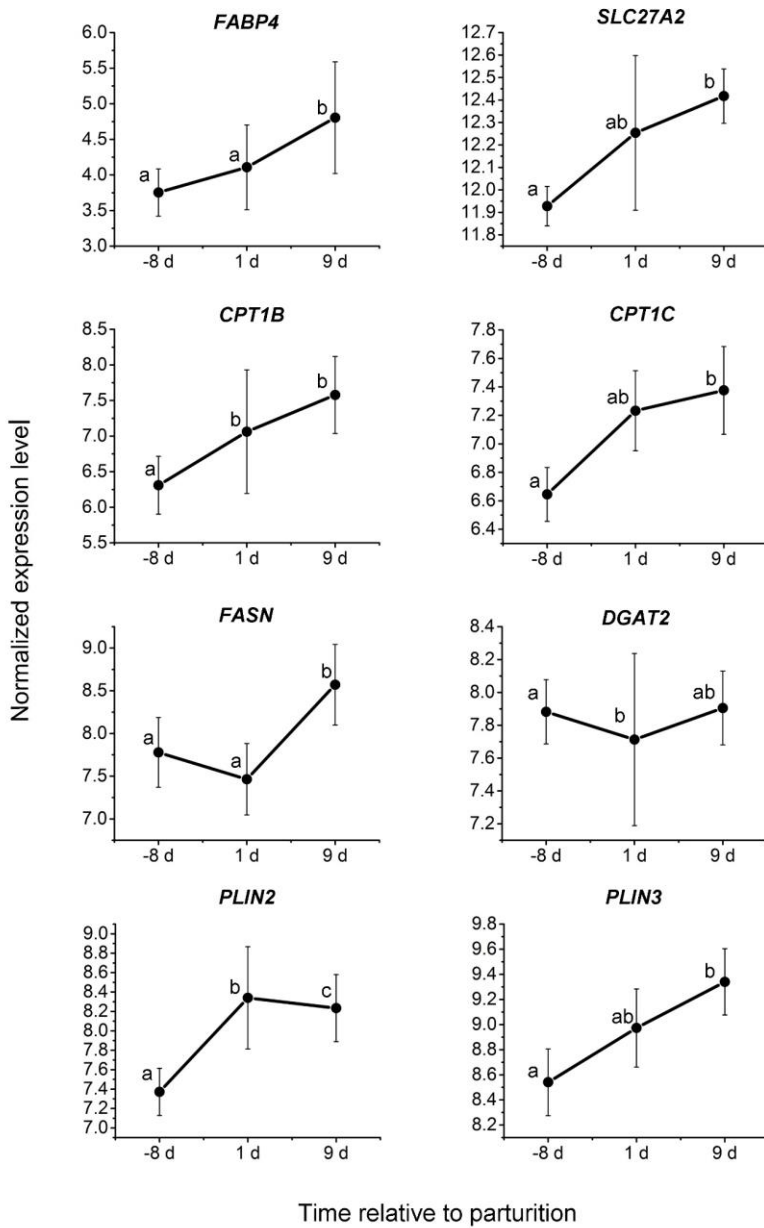 FABP4
6.0
5.5
5.0
4.5
4.0
3.5
3.0
a
a
b
-8 d
1 d
9 d
SLC27A2
12.7
12.6
12.5
12.4
12.3
12.2
12.1
12.0
11.9
11.8
a
ab
b
-8 d
1 d
9 d
CPT1B
8.5
8.0
7.5
7.0
6.5
6.0
5.5
a
b
b
-8 d
1 d
9 d
CPT1C
7.8
7.6
7.4
7.2
7.0
6.8
6.6
6.4
a
ab
b
-8 d
1 d
9 d
Normalized expression level
FASN
9.0
8.5
8.0
7.5
7.0
a
a
b
-8 d
1 d
9 d
DGAT2
8.4
8.2
8.0
7.8
7.6
7.4
7.2
a
b
ab
-8 d
1 d
9 d
PLIN2
9.0
8.8
8.6
8.4
8.2
8.0
7.8
7.6
7.4
7.2
7.0
a
b
c
-8 d
1 d
9 d
PLIN3
9.8
9.6
9.4
9.2
9.0
8.8
8.6
8.4
8.2
a
ab
b
-8 d
1 d
9 d
Time relative to parturition